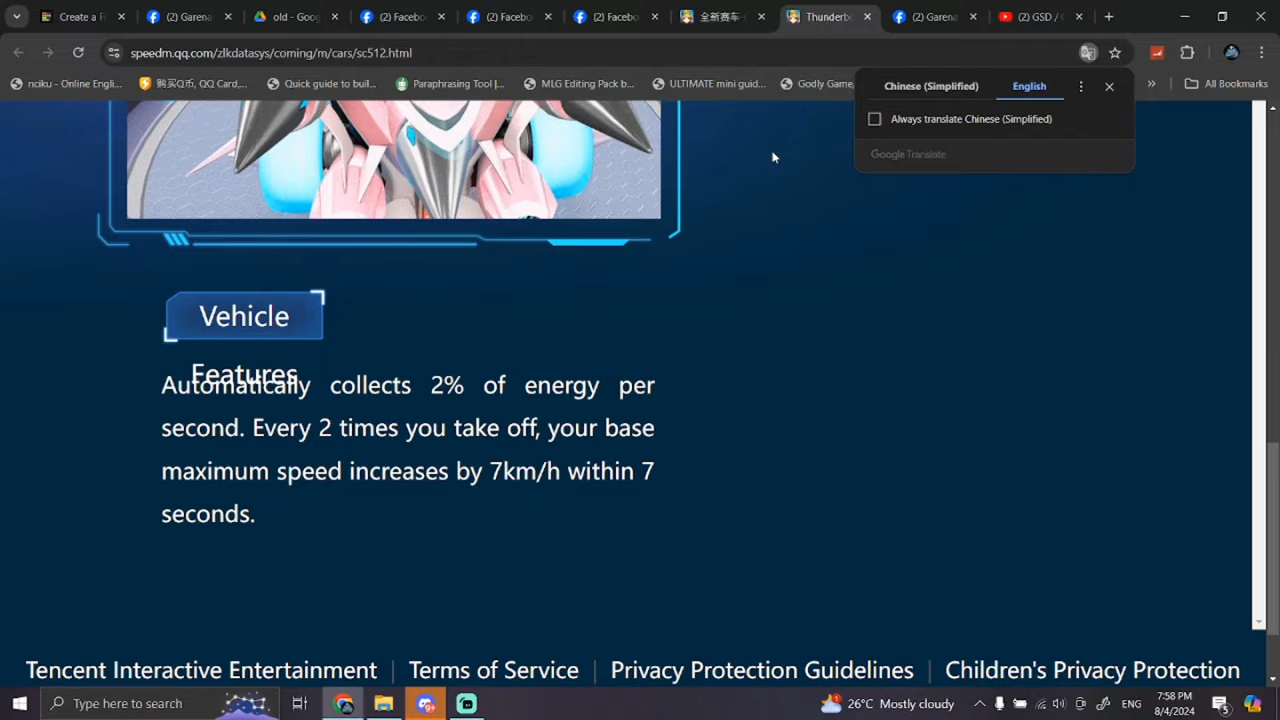 (2) Garena
old - Goog
(2) Facebo
(2) Faceboo
(2) Facebo
全新赛车
Thunderb
(2) Garena
(2) GSD /
speedm.qq.com/zlkdatasys/coming/m/cars/sc512.html
nciku - Online Engli...
购买Q币, QQ Card,...
Quick guide to buil...
Paraphrasing Tool |...
MLG Editing Pack b...
ULTIMATE mini guid...
Godly Game,
»
All Bookmarks
Chinese (Simplified)
English
Always translate Chinese (Simplified)
Google Translate
Vehicle
Features
Automatically collects 2% of energy per
second. Every 2 times you take off, your base
maximum speed increases by 7km/h within 7
seconds.
Tencent Interactive Entertainment | Terms of Service | Privacy Protection Guidelines | Children's Privacy Protection
Type here to search
26°C Mostly cloudy
7:58 PM
8/4/2024
5